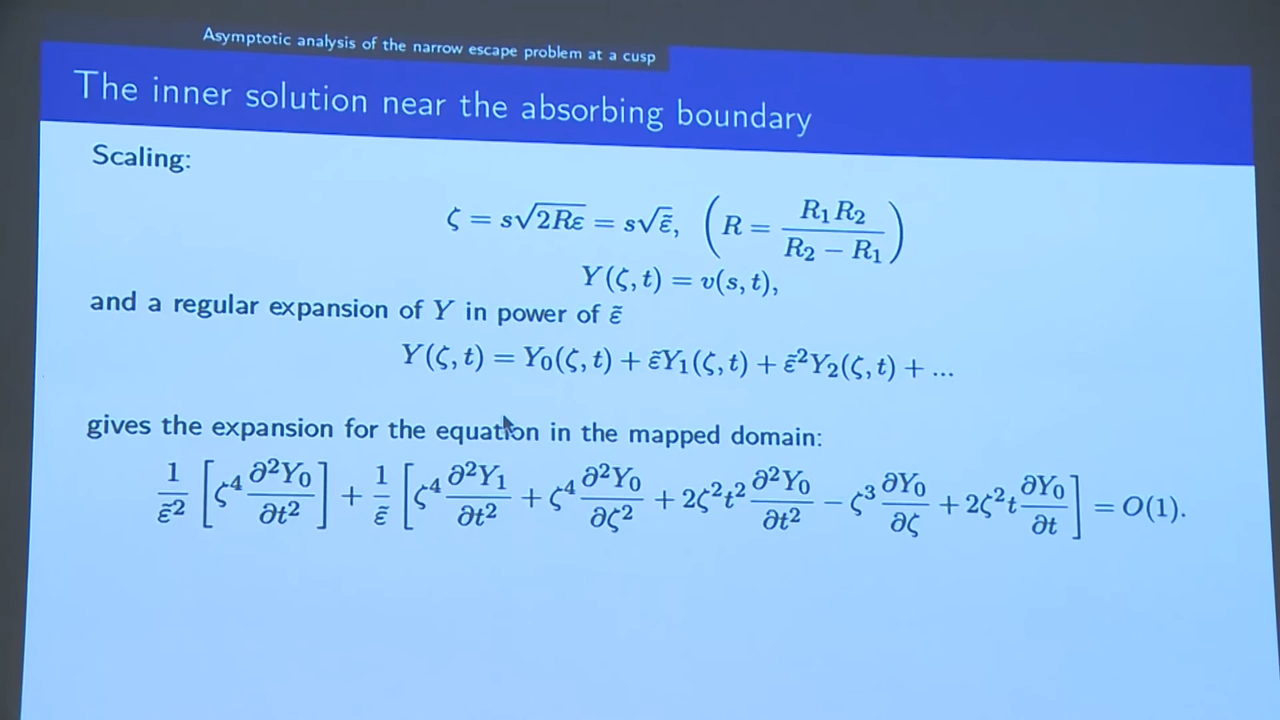 Asymptotic analysis of the narrow escape problem at a cusp
The inner solution near the absorbing boundary
Scaling:
ζ = s√(2Rε) = s√ε̃, (R = R₁R₂ / (R₂ − R₁))
Y(ζ, t) = v(s, t),
and a regular expansion of Y in power of ε̃
Y(ζ, t) = Y₀(ζ, t) + ε̃Y₁(ζ, t) + ε̃²Y₂(ζ, t) + ...
gives the expansion for the equation in the mapped domain:
1/ε̃² [ζ⁴ ∂²Y₀/∂t²] + 1/ε̃ [ζ⁴ ∂²Y₁/∂t² + ζ⁴ ∂²Y₀/∂ζ² + 2ζ²t² ∂²Y₀/∂t² − ζ³ ∂Y₀/∂ζ + 2ζ²t ∂Y₀/∂t] = O(1).